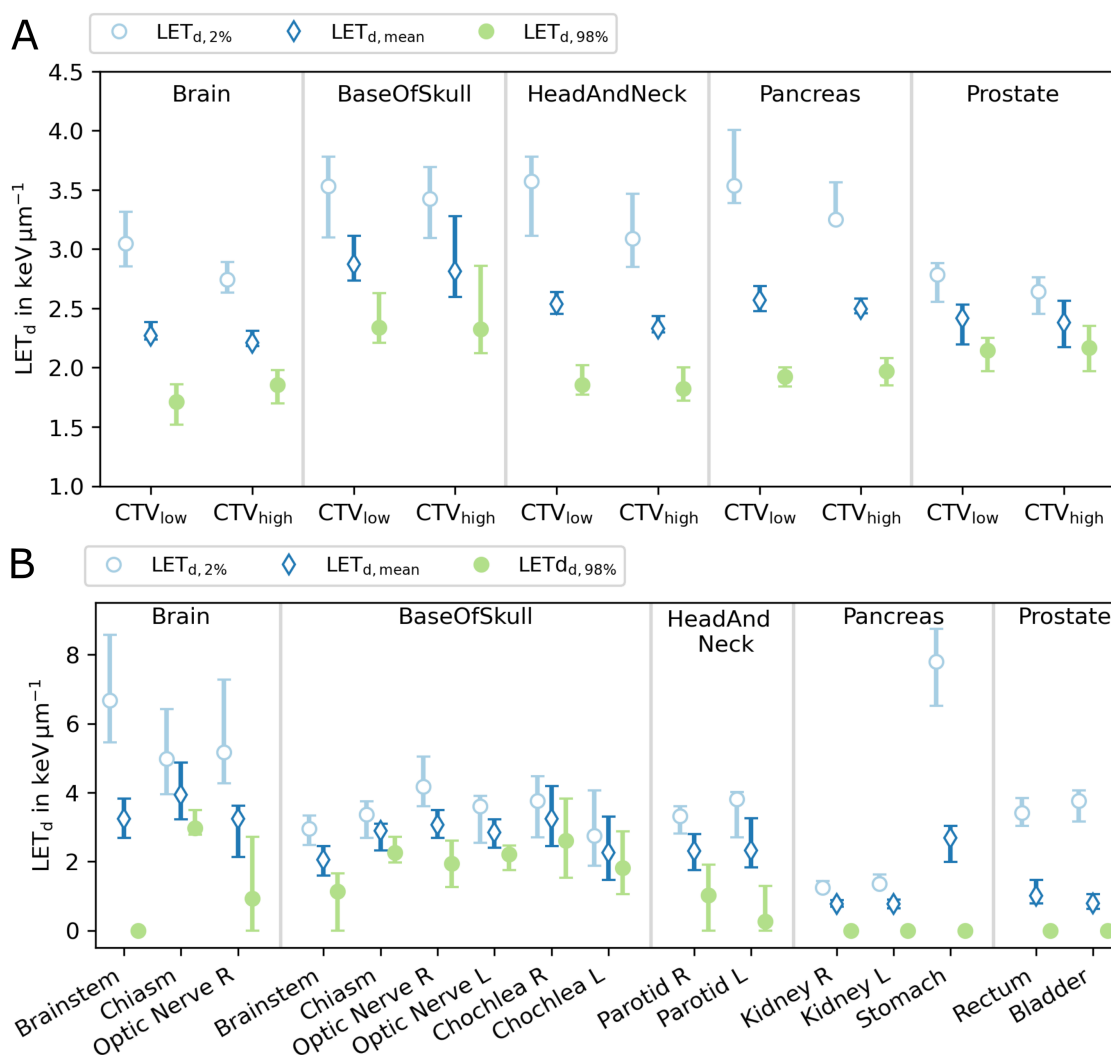 A
LETd,2% LETd,mean LETd,98%
4.5
4.0
3.5
3.0
2.5
2.0
1.5
1.0
LETd in keV μm−1
Brain BaseOfSkull HeadAndNeck Pancreas Prostate
CTVlow CTVhigh CTVlow CTVhigh CTVlow CTVhigh CTVlow CTVhigh CTVlow CTVhigh
B
LETd,2% LETd,mean LETdd,98%
8
6
4
2
0
LETd in keV μm−1
Brain BaseOfSkull HeadAnd Pancreas Prostate
Neck
Brainstem Chiasm Optic Nerve R Brainstem Chiasm Optic Nerve R Optic Nerve L Chochlea R Chochlea L Parotid R Parotid L Kidney R Kidney L Stomach Rectum Bladder